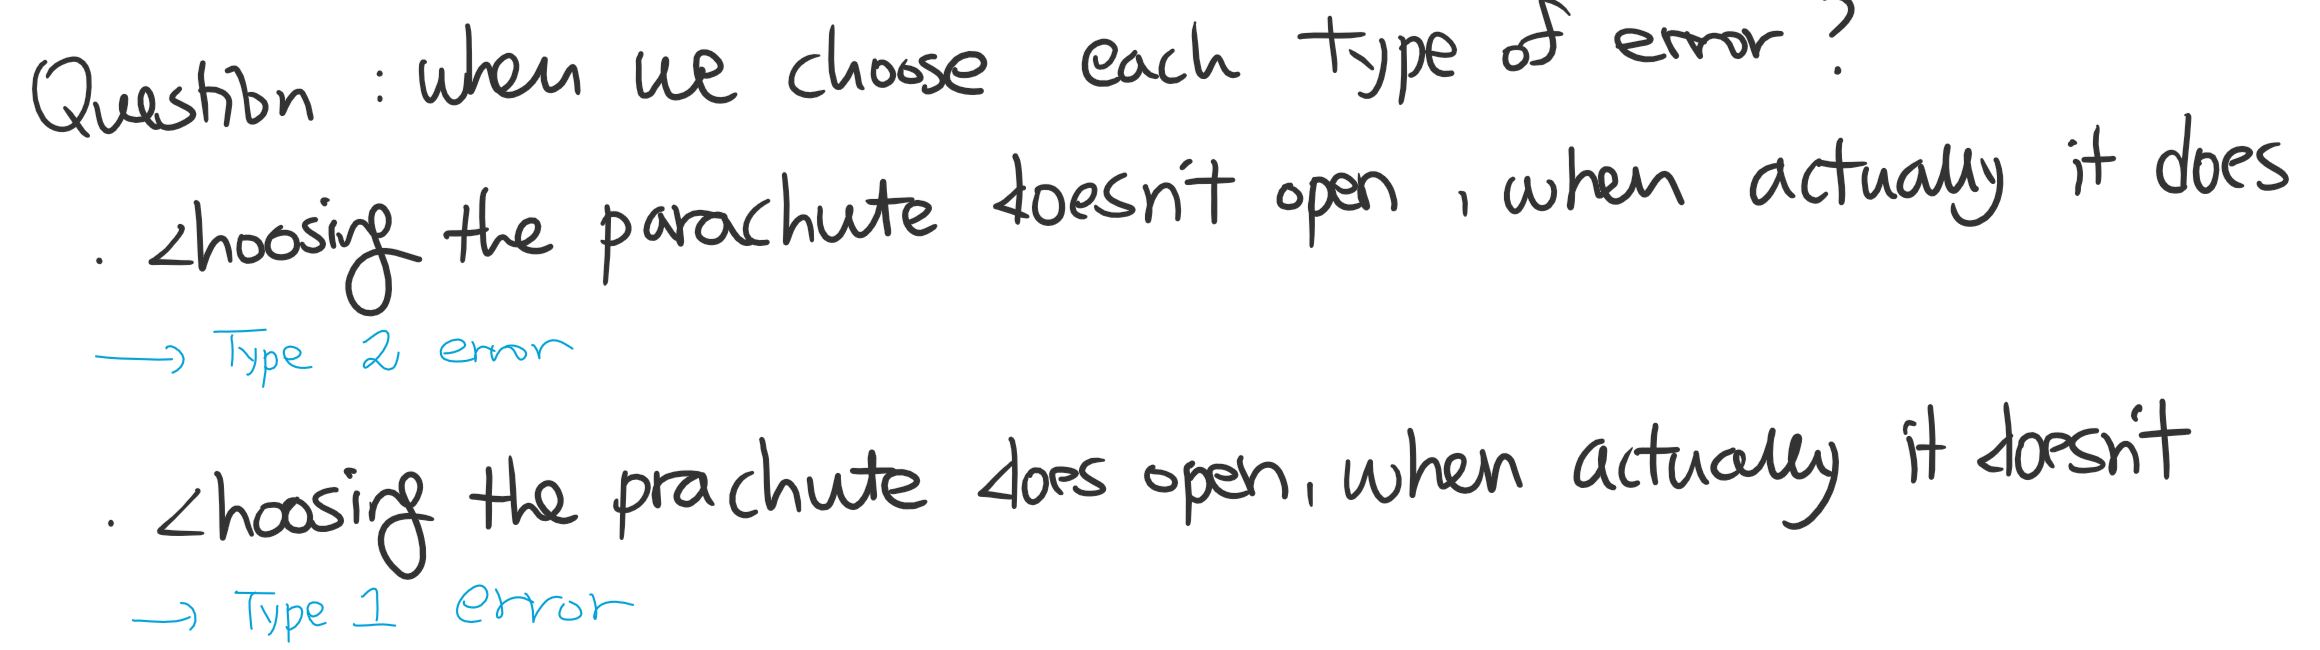 Question : when we choose each type of error?
. choosing the parachute doesn't open , when actually it does
→ Type 2 error
. choosing the prachute does open, when actually it doesn't
→ Type 1 error